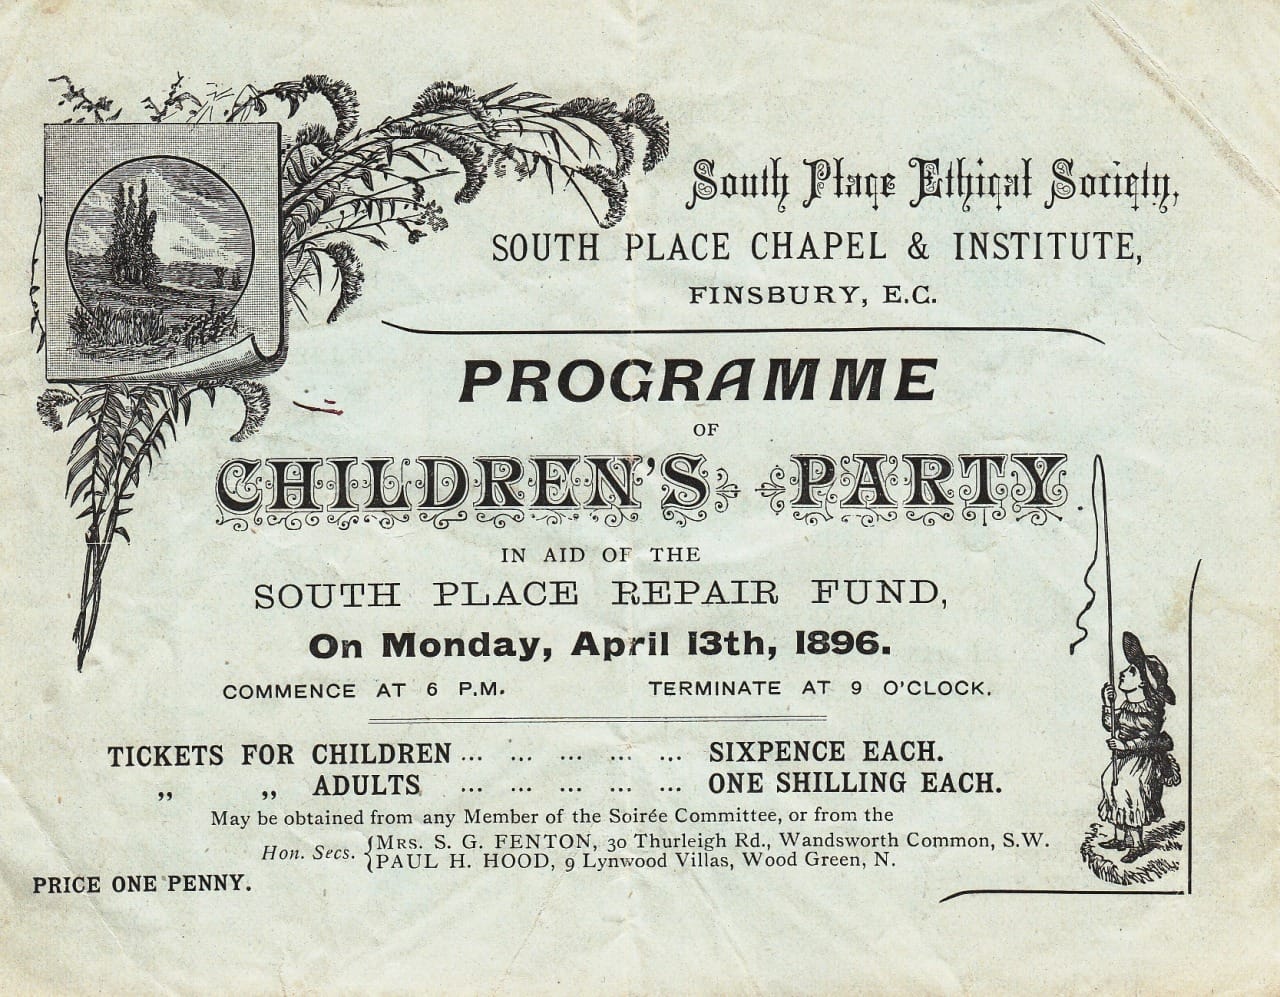 South Place Ethical Society,
SOUTH PLACE CHAPEL & INSTITUTE,
FINSBURY, E.C.
PROGRAMME
OF
CHILDREN'S PARTY
IN AID OF THE
SOUTH PLACE REPAIR FUND,
On Monday, April 13th, 1896.
COMMENCE AT 6 P.M. TERMINATE AT 9 O'CLOCK.
TICKETS FOR CHILDREN ... ... ... ... ... SIXPENCE EACH.
„ „ ADULTS ... ... ... ... ... ONE SHILLING EACH.
May be obtained from any Member of the Soirée Committee, or from the
Hon. Secs. { MRS. S. G. FENTON, 30 Thurleigh Rd., Wandsworth Common, S.W.
PAUL H. HOOD, 9 Lynwood Villas, Wood Green, N.
PRICE ONE PENNY.